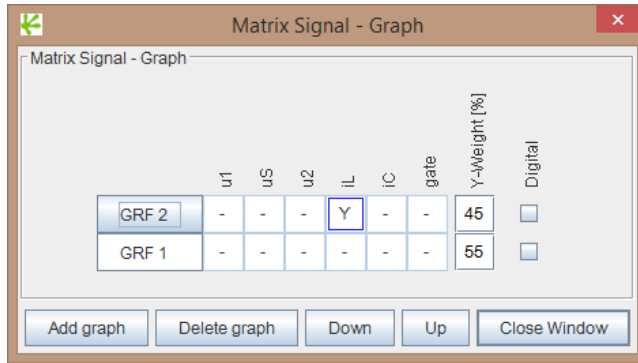 Matrix Signal - Graph
Matrix Signal - Graph
u1 uS u2 iL iC gate Y-Weight [%] Digital
GRF 2 - - - Y - - 45
GRF 1 - - - - - - 55
Add graph Delete graph Down Up Close Window